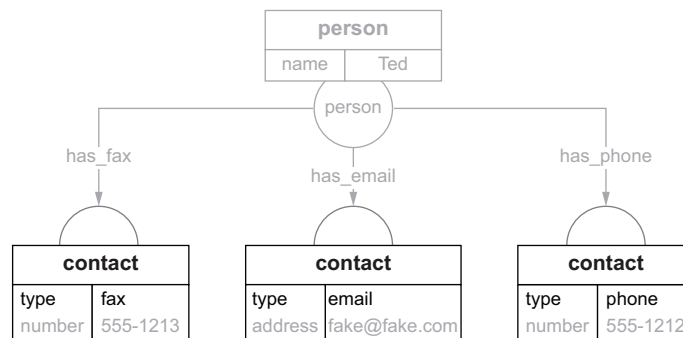 person
name Ted
person
has_fax
has_email
has_phone
contact
type fax
number 555-1213
contact
type email
address fake@fake.com
contact
type phone
number 555-1212